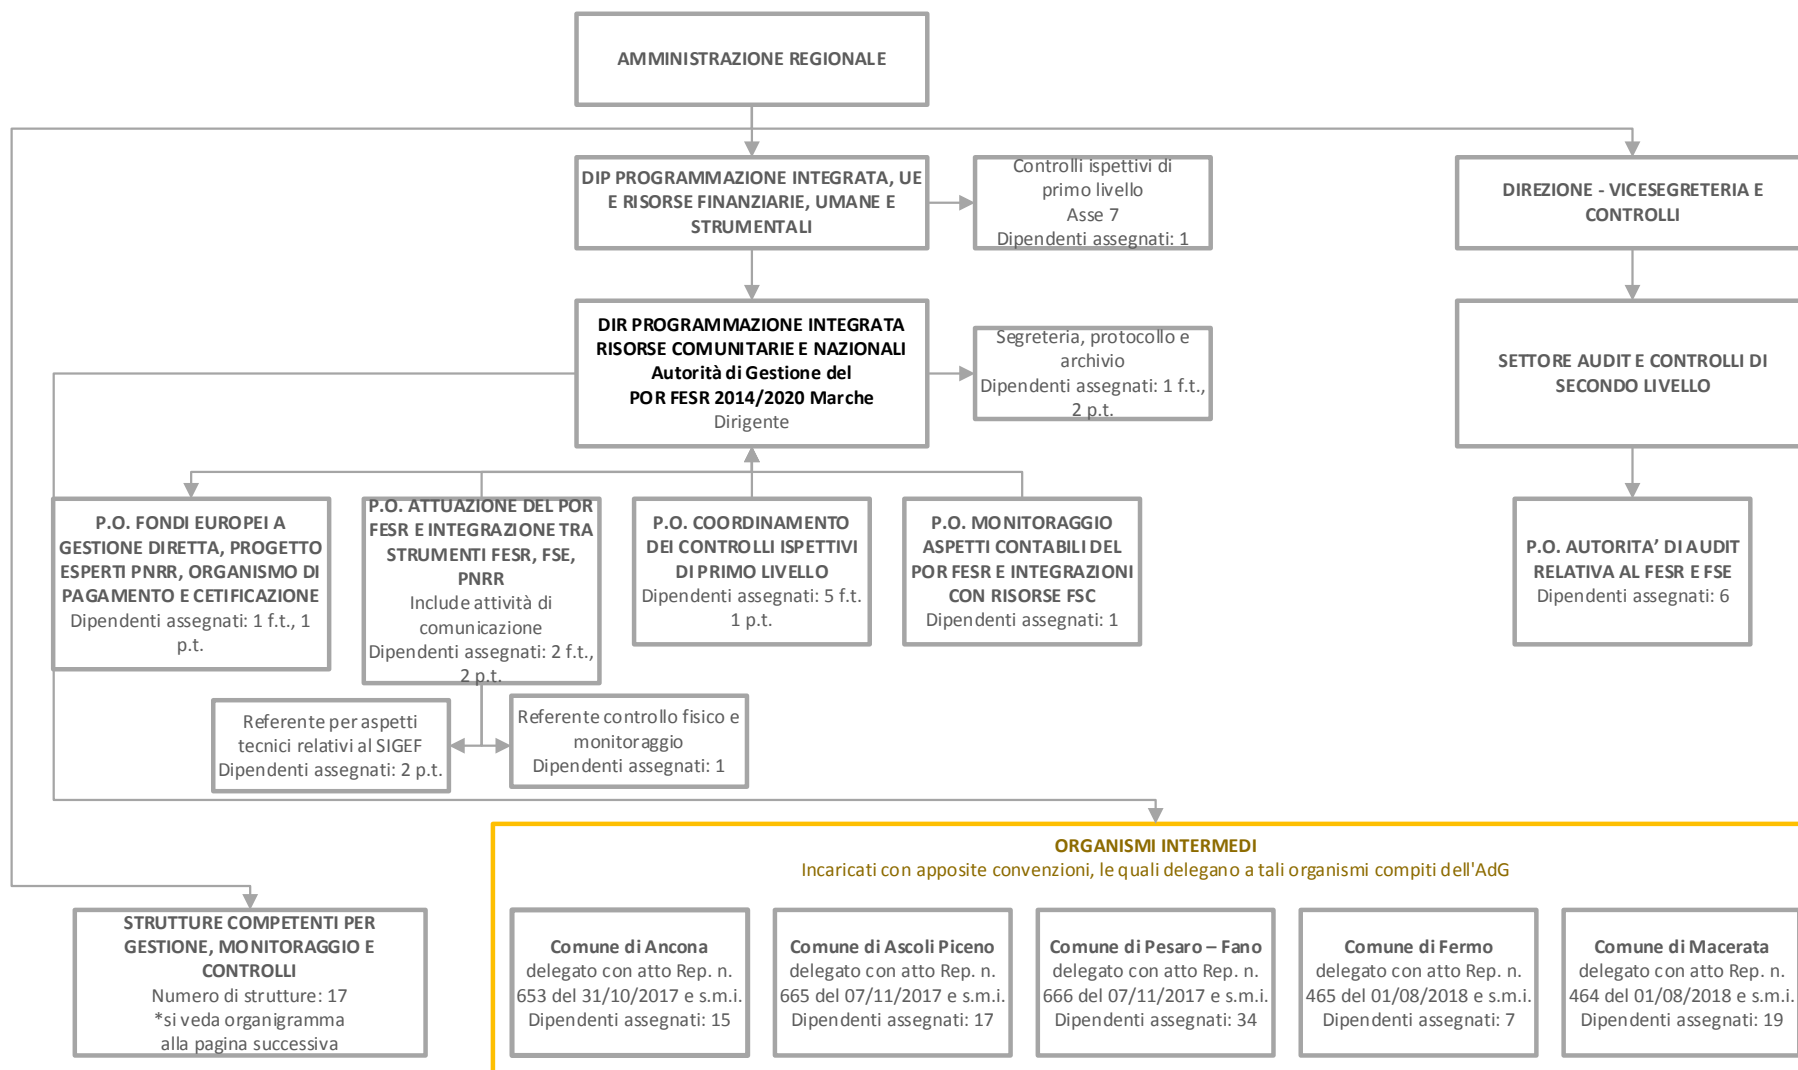 AMMINISTRAZIONE REGIONALE
DIP PROGRAMMAZIONE INTEGRATA, UE
E RISORSE FINANZIARIE, UMANE E
STRUMENTALI
Controlli ispettivi di
primo livello
Asse 7
Dipendenti assegnati: 1
DIREZIONE - VICESEGRETERIA E
CONTROLLI
DIR PROGRAMMAZIONE INTEGRATA
RISORSE COMUNITARIE E NAZIONALI
Autorità di Gestione del
POR FESR 2014/2020 Marche
Dirigente
Segreteria, protocollo e
archivio
Dipendenti assegnati: 1 f.t.,
2 p.t.
SETTORE AUDIT E CONTROLLI DI
SECONDO LIVELLO
P.O. FONDI EUROPEI A
GESTIONE DIRETTA, PROGETTO
ESPERTI PNRR, ORGANISMO DI
PAGAMENTO E CETIFICAZIONE
Dipendenti assegnati: 1 f.t., 1
p.t.
P.O. ATTUAZIONE DEL POR
FESR E INTEGRAZIONE TRA
STRUMENTI FESR, FSE,
PNRR
Include attività di
comunicazione
Dipendenti assegnati: 2 f.t.,
2 p.t.
P.O. COORDINAMENTO
DEI CONTROLLI ISPETTIVI
DI PRIMO LIVELLO
Dipendenti assegnati: 5 f.t.
1 p.t.
P.O. MONITORAGGIO
ASPETTI CONTABILI DEL
POR FESR E INTEGRAZIONI
CON RISORSE FSC
Dipendenti assegnati: 1
P.O. AUTORITA’ DI AUDIT
RELATIVA AL FESR E FSE
Dipendenti assegnati: 6
Referente per aspetti
tecnici relativi al SIGEF
Dipendenti assegnati: 2 p.t.
Referente controllo fisico e
monitoraggio
Dipendenti assegnati: 1
ORGANISMI INTERMEDI
Incaricati con apposite convenzioni, le quali delegano a tali organismi compiti dell'AdG
STRUTTURE COMPETENTI PER
GESTIONE, MONITORAGGIO E
CONTROLLI
Numero di strutture: 17
*si veda organigramma
alla pagina successiva
Comune di Ancona
delegato con atto Rep. n.
653 del 31/10/2017 e s.m.i.
Dipendenti assegnati: 15
Comune di Ascoli Piceno
delegato con atto Rep. n.
665 del 07/11/2017 e s.m.i.
Dipendenti assegnati: 17
Comune di Pesaro – Fano
delegato con atto Rep. n.
666 del 07/11/2017 e s.m.i.
Dipendenti assegnati: 34
Comune di Fermo
delegato con atto Rep. n.
465 del 01/08/2018 e s.m.i.
Dipendenti assegnati: 7
Comune di Macerata
delegato con atto Rep. n.
464 del 01/08/2018 e s.m.i.
Dipendenti assegnati: 19